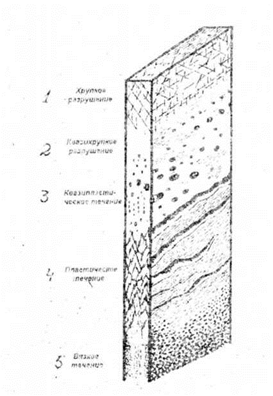 1 Хрупкое
разрушение
2 Квазихрупкое
разрушение
3 Квазипласти-
ческое течение
4 Пластическое
течение
5 Вязкое
течение